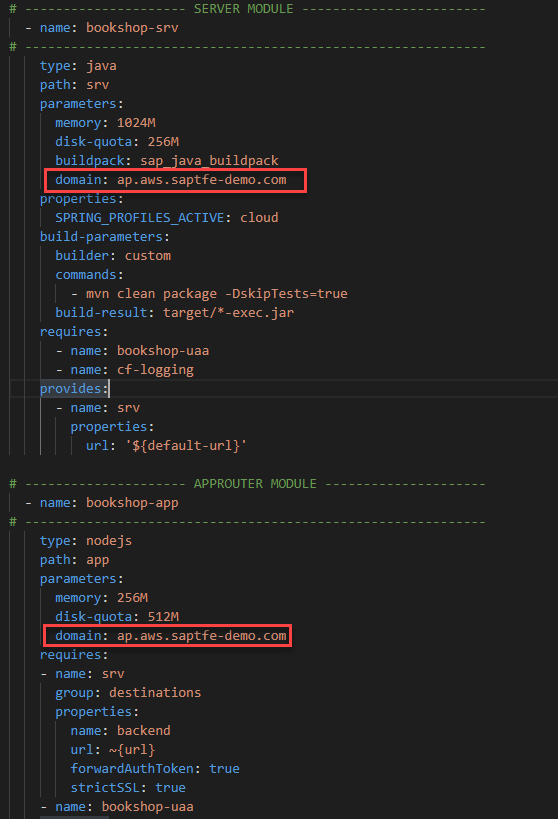 # --------------------- SERVER MODULE ------------------------
- name: bookshop-srv
# ------------------------------------------------------------
type: java
path: srv
parameters:
memory: 1024M
disk-quota: 256M
buildpack: sap_java_buildpack
domain: ap.aws.saptfe-demo.com
properties:
SPRING_PROFILES_ACTIVE: cloud
build-parameters:
builder: custom
commands:
- mvn clean package -DskipTests=true
build-result: target/*-exec.jar
requires:
- name: bookshop-uaa
- name: cf-logging
provides:
- name: srv
properties:
url: '${default-url}'
# --------------------- APPROUTER MODULE ---------------------
- name: bookshop-app
# ------------------------------------------------------------
type: nodejs
path: app
parameters:
memory: 256M
disk-quota: 512M
domain: ap.aws.saptfe-demo.com
requires:
- name: srv
group: destinations
properties:
name: backend
url: ~{url}
forwardAuthToken: true
strictSSL: true
- name: bookshop-uaa